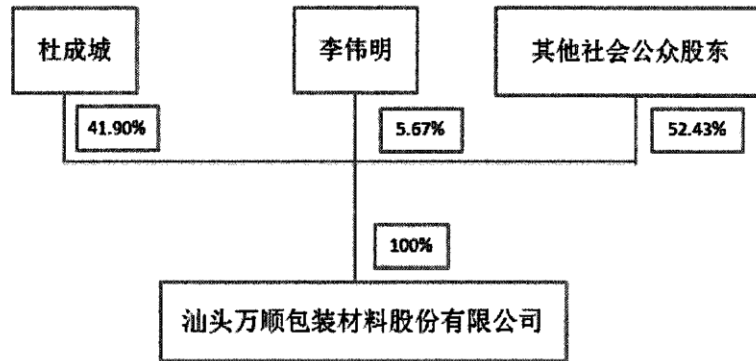 杜成城
李伟明
其他社会公众股东
41.90%
5.67%
52.43%
100%
汕头万顺包装材料股份有限公司